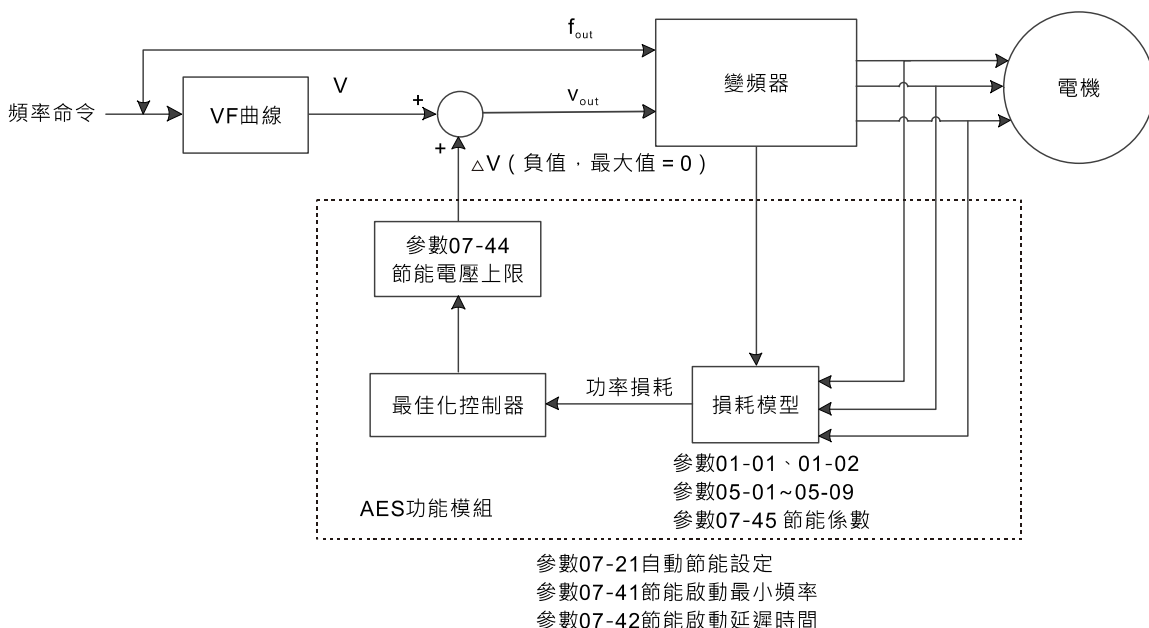 f out
變頻器
電機
頻率命令
VF曲線
V
+
+
v out
△V（負值，最大值＝0）
參數07-44
節能電壓上限
最佳化控制器
功率損耗
損耗模型
參數01-01、01-02
參數05-01~05-09
參數07-45 節能係數
AES功能模組
參數07-21自動節能設定
參數07-41節能啟動最小頻率
參數07-42節能啟動延遲時間